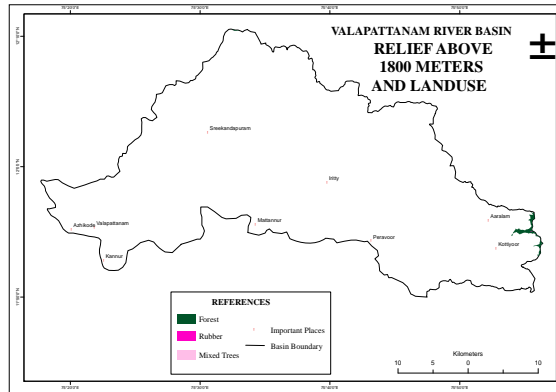 VALAPATTANAM RIVER BASIN
RELIEF ABOVE
1800 METERS
AND LANDUSE
Sreekandapuram
Iritty
Aaralam
Azhikode
Valapattanam
Mattannur
Peravoor
Kottiyoor
Kannur
REFERENCES
Forest
Rubber
Mixed Trees
Important Places
Basin Boundary
Kilometers
10 5 0 10